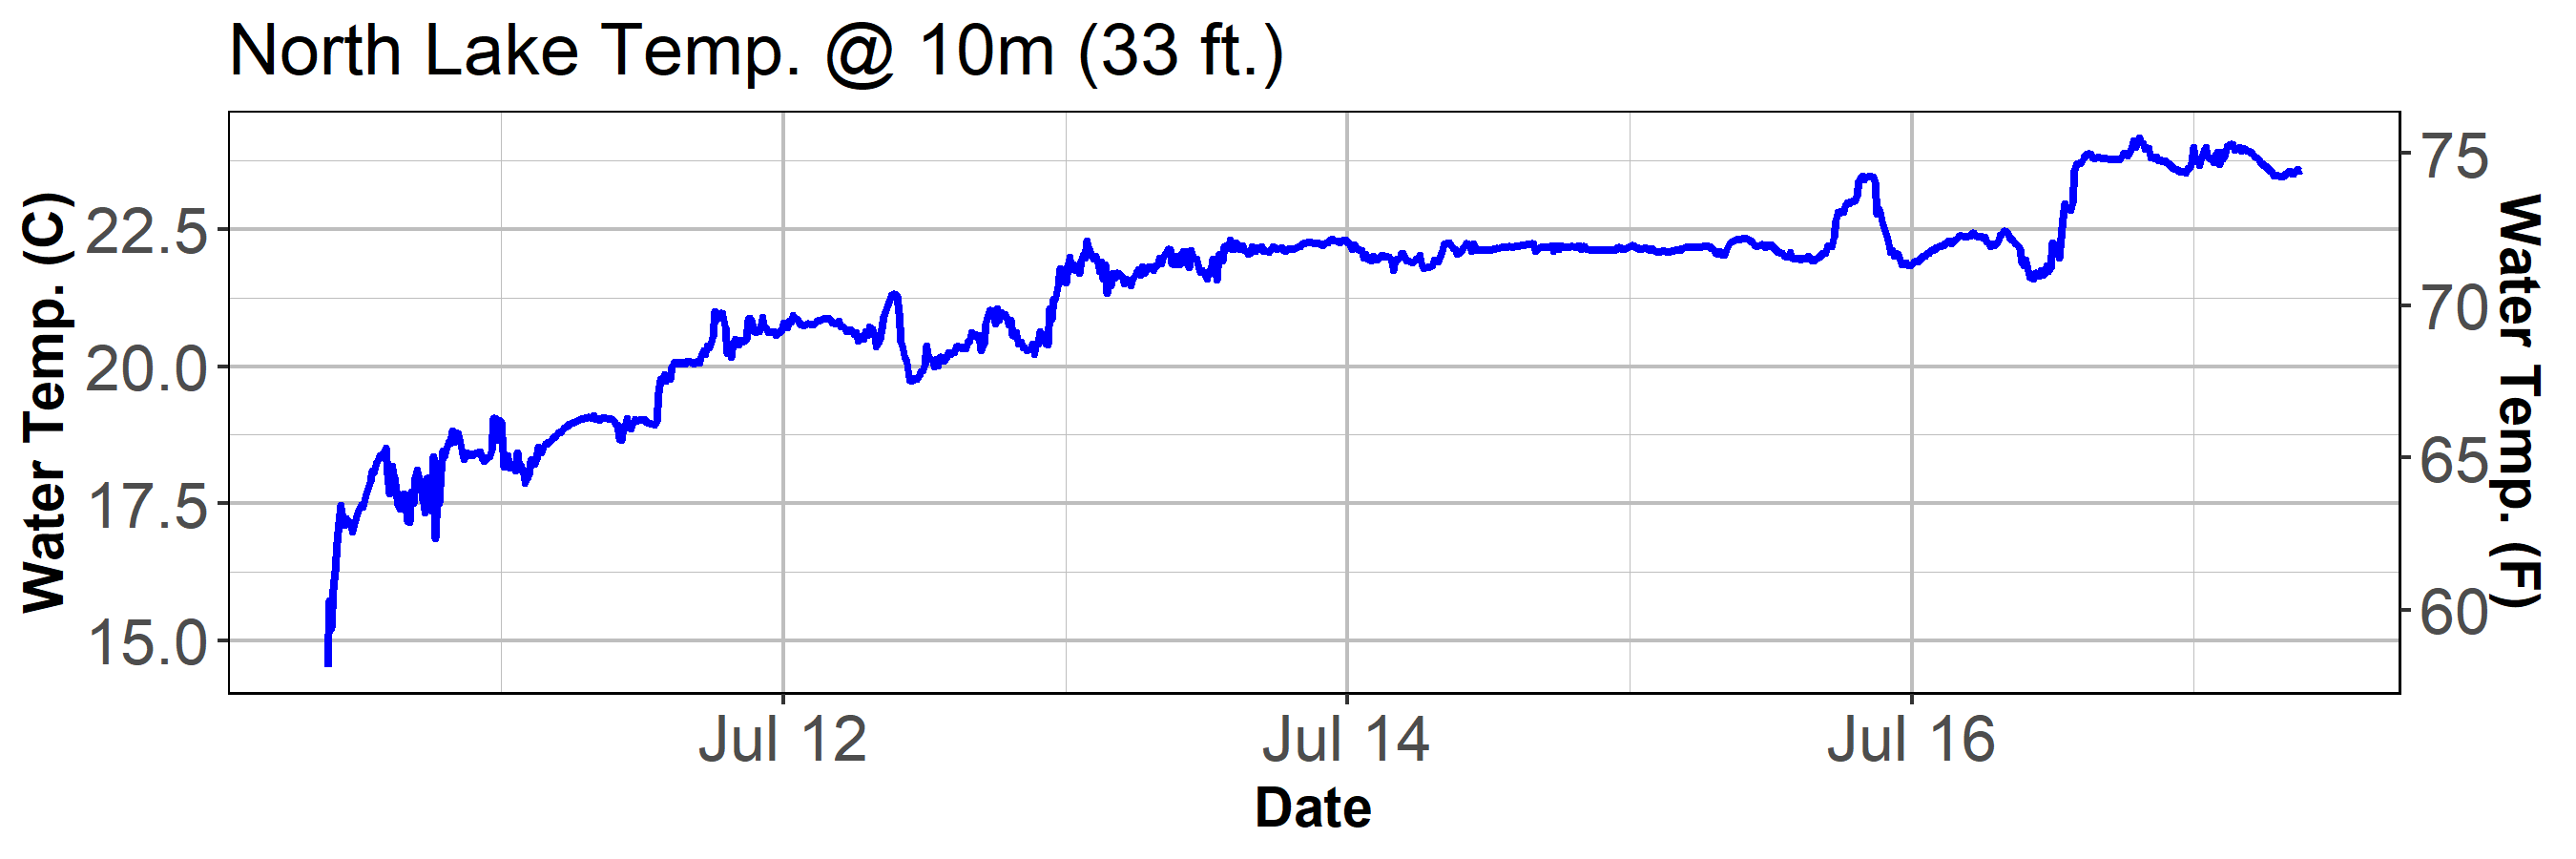 North Lake Temp. @ 10m (33 ft.)
Water Temp. (C)
22.5
20.0
17.5
15.0
75
70
65
60
Water Temp. (F)
Jul 12
Jul 14
Jul 16
Date